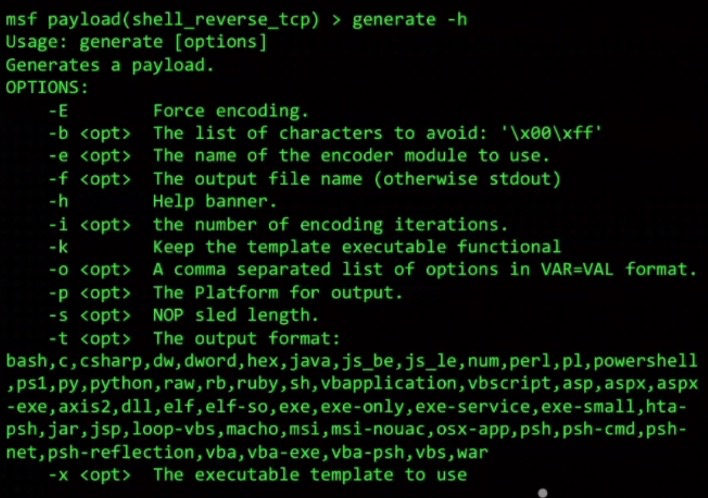 msf payload(shell_reverse_tcp) > generate -h
Usage: generate [options]
Generates a payload.
OPTIONS:
    -E        Force encoding.
    -b <opt>  The list of characters to avoid: '\x00\xff'
    -e <opt>  The name of the encoder module to use.
    -f <opt>  The output file name (otherwise stdout)
    -h        Help banner.
    -i <opt>  the number of encoding iterations.
    -k        Keep the template executable functional
    -o <opt>  A comma separated list of options in VAR=VAL format.
    -p <opt>  The Platform for output.
    -s <opt>  NOP sled length.
    -t <opt>  The output format:
bash,c,csharp,dw,dword,hex,java,js_be,js_le,num,perl,pl,powershell
,ps1,py,python,raw,rb,ruby,sh,vbapplication,vbscript,asp,aspx,aspx
-exe,axis2,dll,elf,elf-so,exe,exe-only,exe-service,exe-small,hta-
psh,jar,jsp,loop-vbs,macho,msi,msi-nouac,osx-app,psh,psh-cmd,psh-
net,psh-reflection,vba,vba-exe,vba-psh,vbs,war
    -x <opt>  The executable template to use